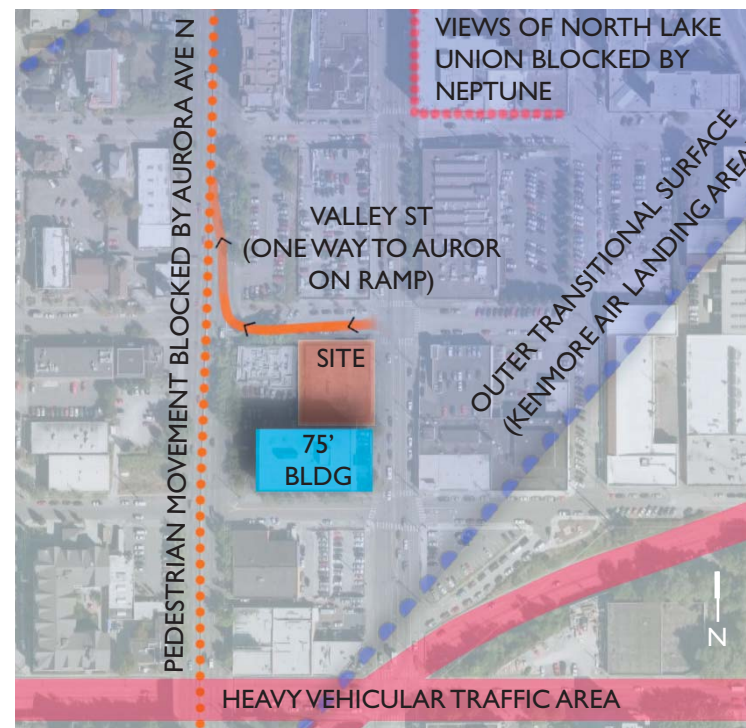 VIEWS OF NORTH LAKE
UNION BLOCKED BY
NEPTUNE
PEDESTRIAN MOVEMENT BLOCKED BY AURORA AVE N
OUTER TRANSITIONAL SURFACE
(KENMORE AIR LANDING AREA)
VALLEY ST
(ONE WAY TO AUROR
ON RAMP)
SITE
75’
BLDG
N
HEAVY VEHICULAR TRAFFIC AREA